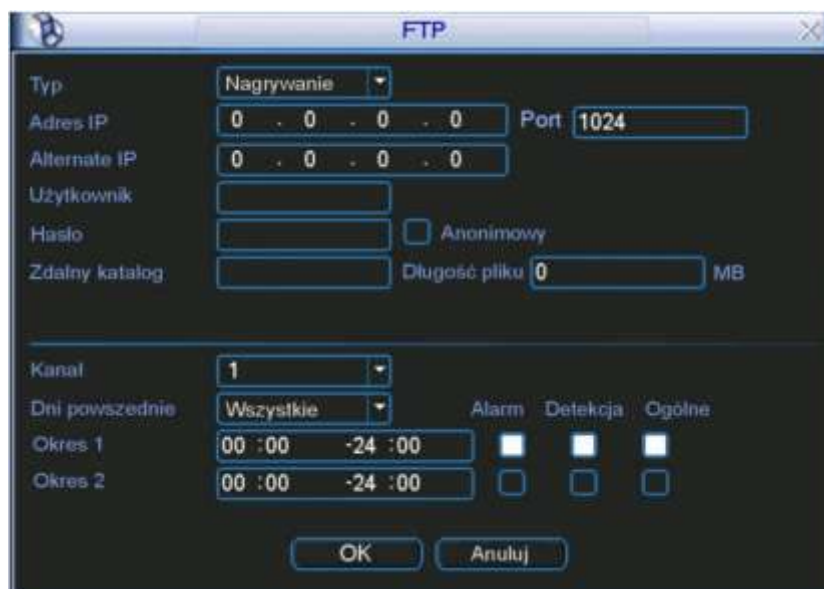 FTP
Typ Nagrywanie
Adres IP 0 . 0 . 0 . 0 Port 1024
Alternate IP 0 . 0 . 0 . 0
Użytkownik
Hasło Anonimowy
Zdalny katalog Długość pliku 0 MB
Kanał 1
Dni powszednie Wszystkie Alarm Detekcja Ogólne
Okres 1 00 :00 -24 :00
Okres 2 00 :00 -24 :00
OK Anuluj